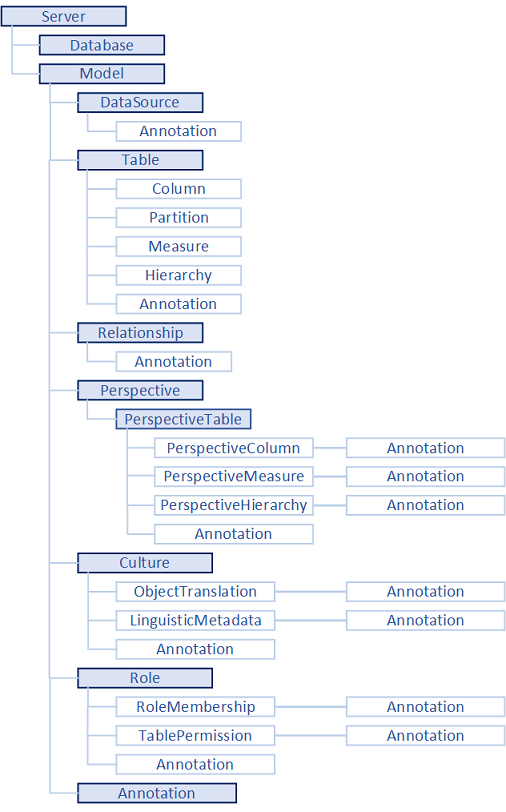 Server
Database
Model
DataSource
Annotation
Table
Column
Partition
Measure
Hierarchy
Annotation
Relationship
Annotation
Perspective
PerspectiveTable
PerspectiveColumn Annotation
PerspectiveMeasure Annotation
PerspectiveHierarchy Annotation
Annotation
Culture
ObjectTranslation Annotation
LinguisticMetadata Annotation
Annotation
Role
RoleMembership Annotation
TablePermission Annotation
Annotation
Annotation